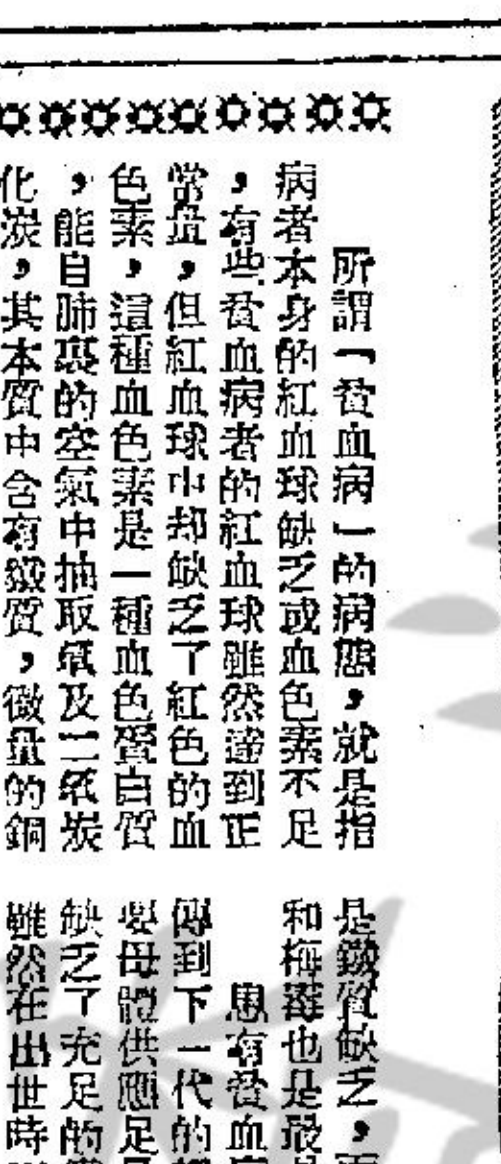 所謂「貧血病」的病態，就是指
病者本身的紅血球缺乏或血色素不足
，有些貧血病者的紅血球雖然達到正
常量，但紅血球中却缺乏了紅色的血
色素，這種血色素是一種血色蛋白質
，能自肺裏的空氣中抽取氧及二氧炭
化炭，其本質中含有鐵質，微量的銅
是鐵質缺乏，
和梅毒也是最
患有貧血
傳到下一代的
要母體供應足
缺乏了充足的
雖然在出世時